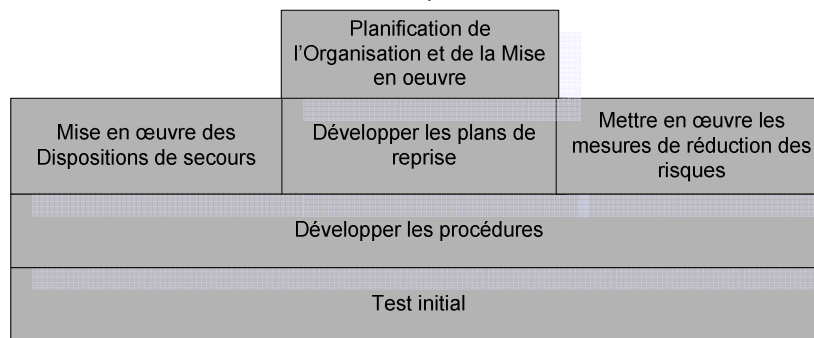 Planification de
l'Organisation et de la Mise
en oeuvre
Mise en œuvre des
Dispositions de secours
Développer les plans de
reprise
Mettre en œuvre les
mesures de réduction des
risques
Développer les procédures
Test initial